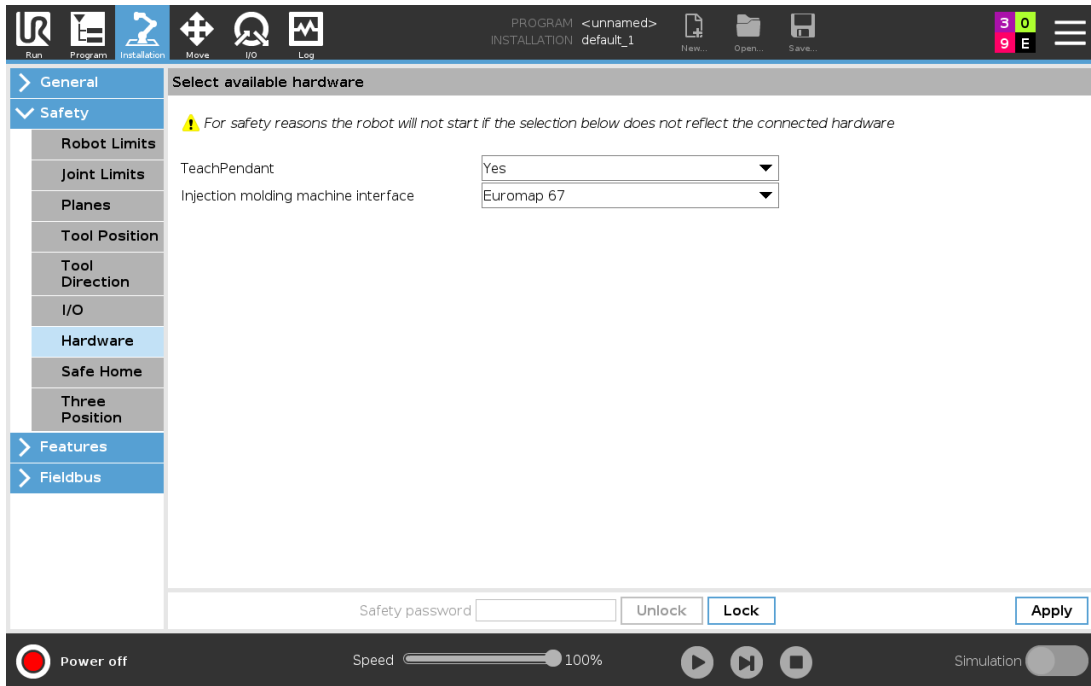 PROGRAM <unnamed>
INSTALLATION default_1
Run Program Installation Move I/O Log New... Open... Save...
3 0
9 E
General
Safety
Robot Limits
Joint Limits
Planes
Tool Position
Tool
Direction
I/O
Hardware
Safe Home
Three
Position
Features
Fieldbus
Select available hardware
For safety reasons the robot will not start if the selection below does not reflect the connected hardware
TeachPendant Yes
Injection molding machine interface Euromap 67
Safety password Unlock Lock Apply
Power off Speed 100% Simulation